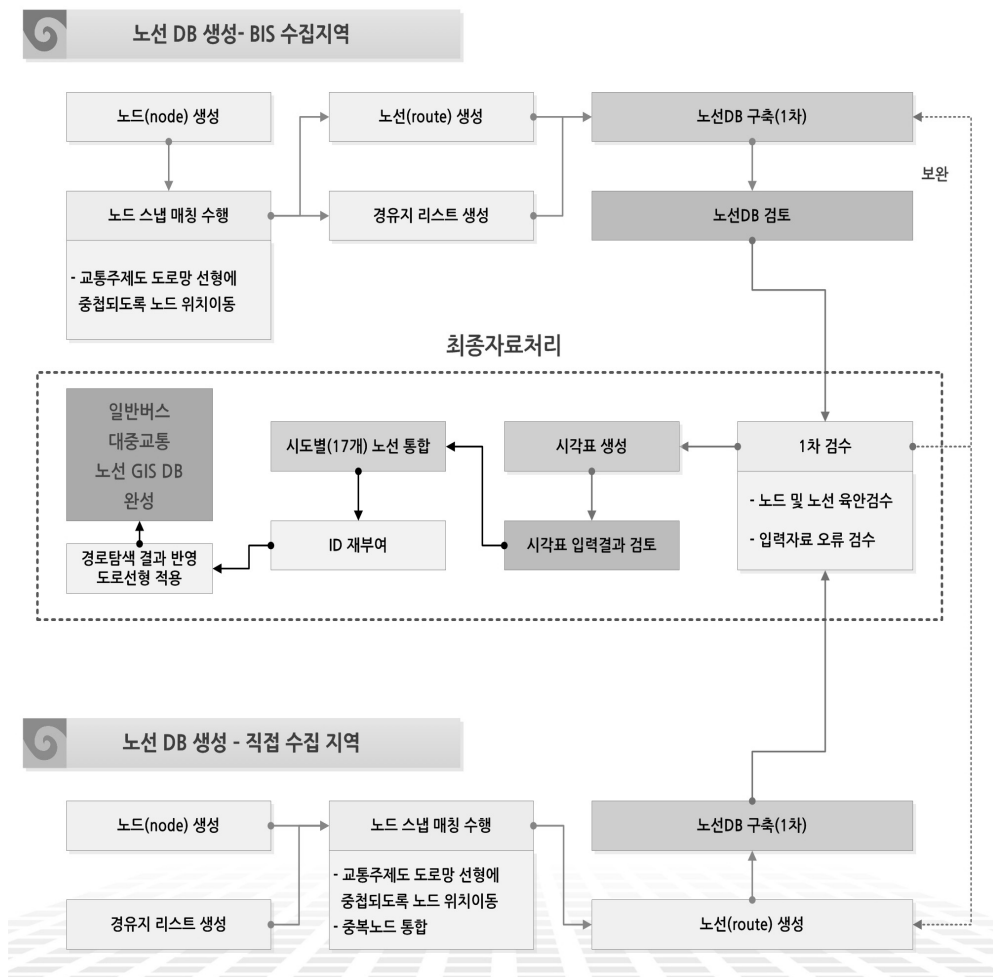 노선 DB 생성- BIS 수집지역
노드(node) 생성
노선(route) 생성
노선DB 구축(1차)
보완
노드 스냅 매칭 수행
경유지 리스트 생성
노선DB 검토
- 교통주제도 도로망 선형에
중첩되도록 노드 위치이동
최종자료처리
일반버스
대중교통
노선 GIS DB
완성
시도별(17개) 노선 통합
시각표 생성
1차 검수
- 노드 및 노선 육안검수
- 입력자료 오류 검수
경로탐색 결과 반영
도로선형 적용
ID 재부여
시각표 입력결과 검토
노선 DB 생성 - 직접 수집 지역
노드(node) 생성
노드 스냅 매칭 수행
노선DB 구축(1차)
- 교통주제도 도로망 선형에
중첩되도록 노드 위치이동
- 중복노드 통합
경유지 리스트 생성
노선(route) 생성